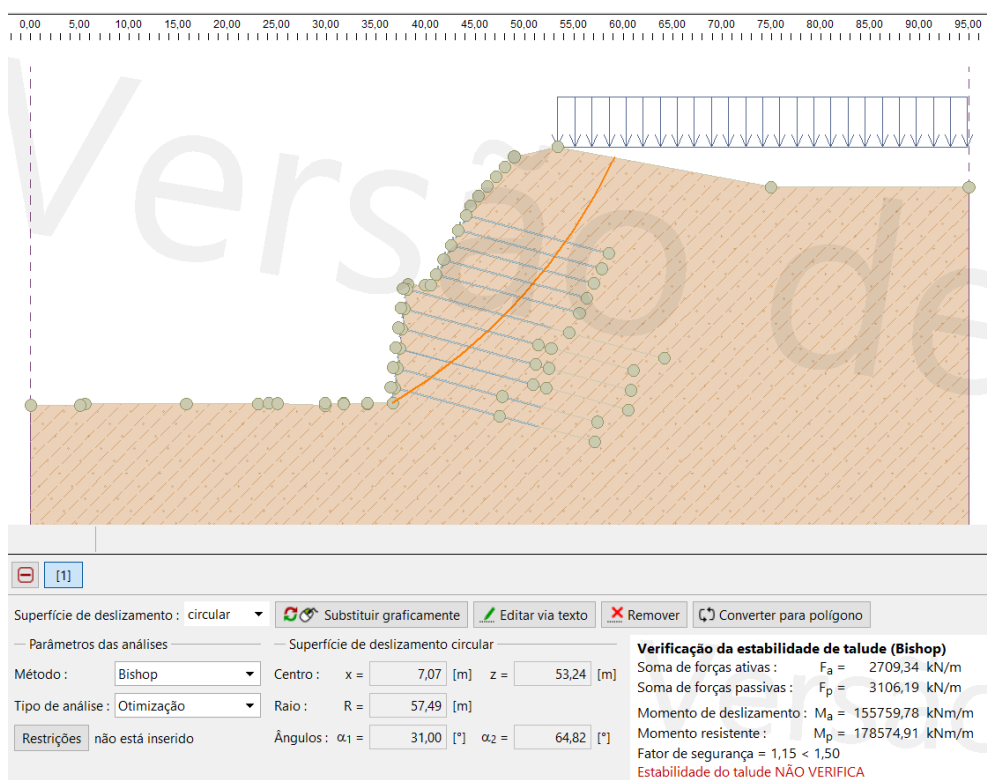 0,00 5,00 10,00 15,00 20,00 25,00 30,00 35,00 40,00 45,00 50,00 55,00 60,00 65,00 70,00 75,00 80,00 85,00 90,00 95,00
Versão de
[1]
Superfície de deslizamento : circular Substituir graficamente Editar via texto Remover Converter para polígono
Parâmetros das análises Superfície de deslizamento circular Verificação da estabilidade de talude (Bishop)
Soma de forças ativas : Fa = 2709,34 kN/m
Método : Bishop Centro : x = 7,07 [m] z = 53,24 [m]
Soma de forças passivas : Fp = 3106,19 kN/m
Tipo de análise : Otimização Raio : R = 57,49 [m]
Momento de deslizamento : Ma = 155759,78 kNm/m
Restrições não está inserido Ângulos : α1 = 31,00 [°] α2 = 64,82 [°]
Momento resistente : Mp = 178574,91 kNm/m
Fator de segurança = 1,15 < 1,50
Estabilidade do talude NÃO VERIFICA